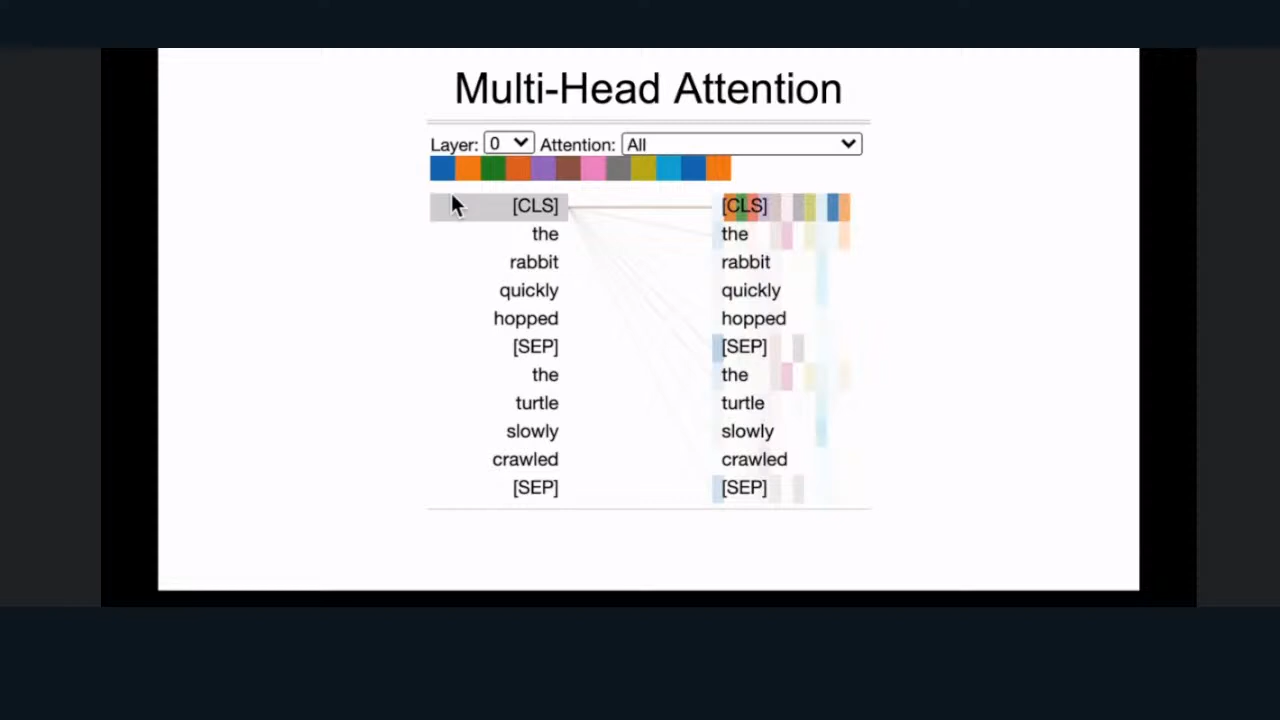 Multi-Head Attention
Layer: 0 Attention: All
[CLS] [CLS]
the the
rabbit rabbit
quickly quickly
hopped hopped
[SEP] [SEP]
the the
turtle turtle
slowly slowly
crawled crawled
[SEP] [SEP]